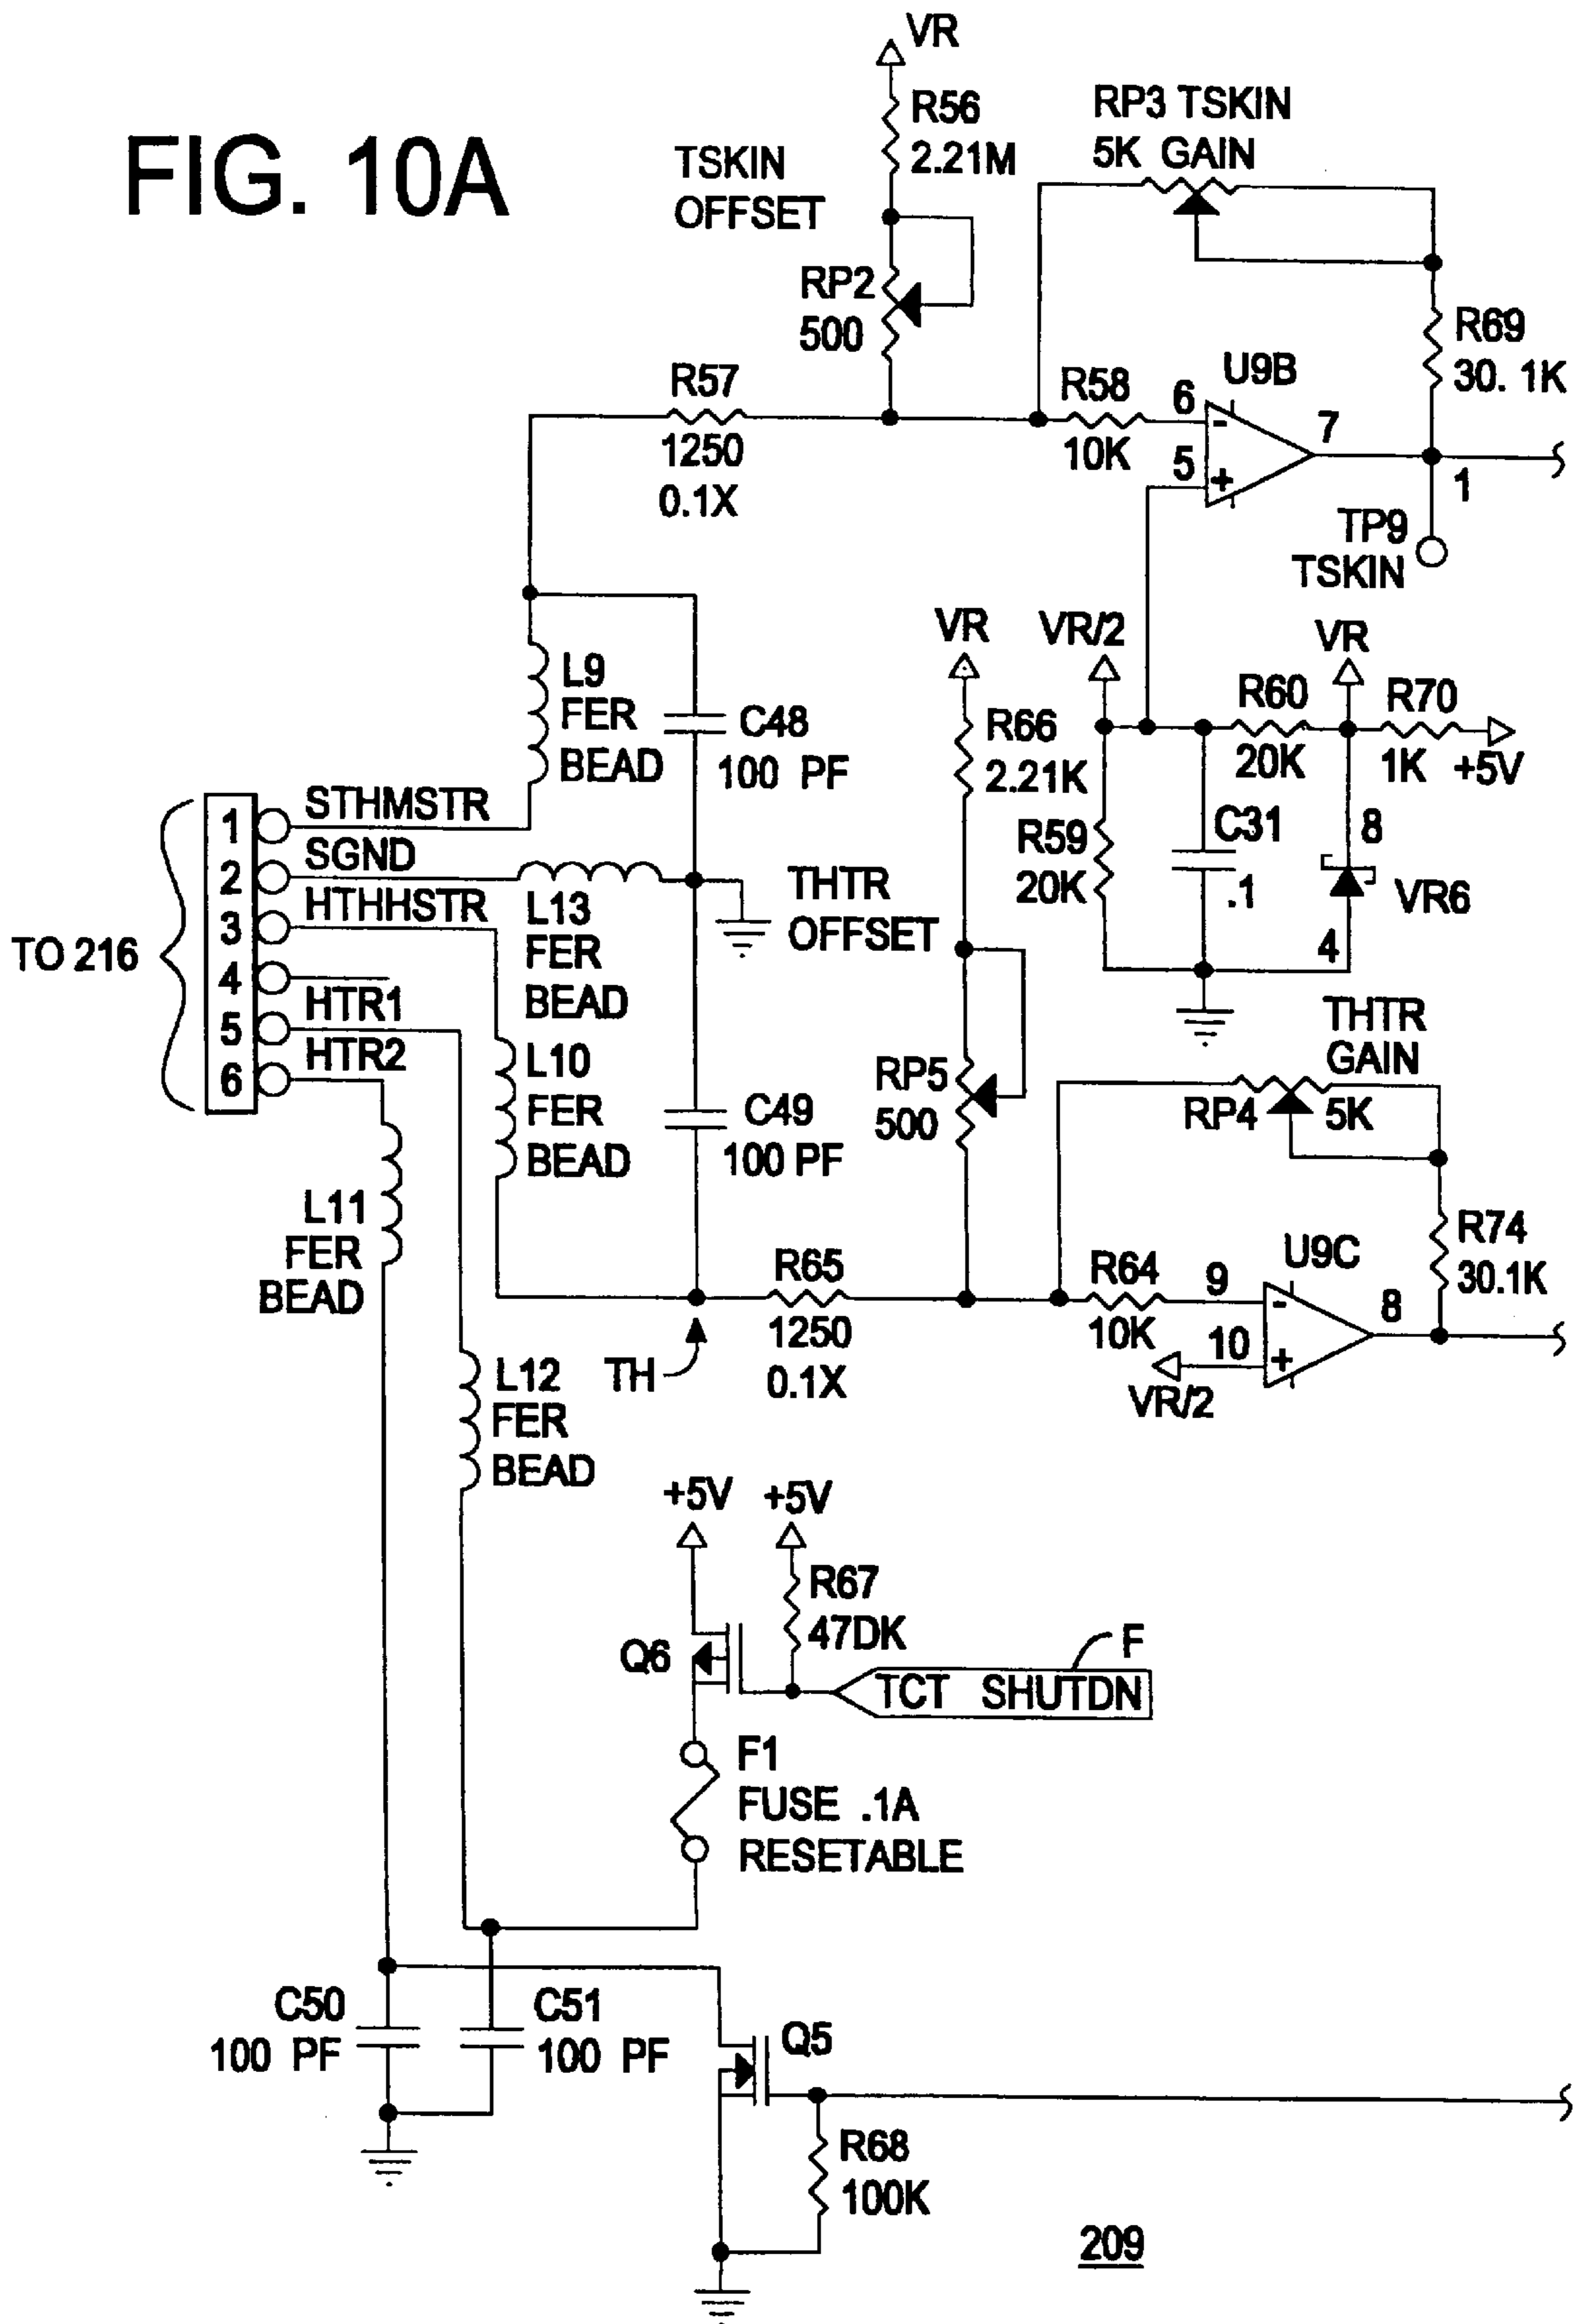 FIG. 10A
VR
R56
2.21M
TSKIN
OFFSET
RP2
500
RP3 TSKIN
5K GAIN
R69
30. 1K
R57
1250
0.1X
R58
10K
6
5
-
+
U9B
7
1
TP9
TSKIN
L9
FER
BEAD
C48
100 PF
VR
R66
2.21K
VR/2
R59
20K
C31
.1
R60
20K
VR
R70
1K
+5V
8
4
VR6
TO 216
1
2
3
4
5
6
STHMSTR
SGND
HTHHSTR
HTR1
HTR2
L13
FER
BEAD
THTR
OFFSET
L10
FER
BEAD
C49
100 PF
RP5
500
THTR
GAIN
RP4
5K
R74
30.1K
L11
FER
BEAD
TH
R65
1250
0.1X
R64
10K
9
10
-
+
VR/2
U9C
8
L12
FER
BEAD
+5V
+5V
R67
47DK
Q6
TCT SHUTDN
F
F1
FUSE .1A
RESETABLE
C50
100 PF
C51
100 PF
Q5
R68
100K
209